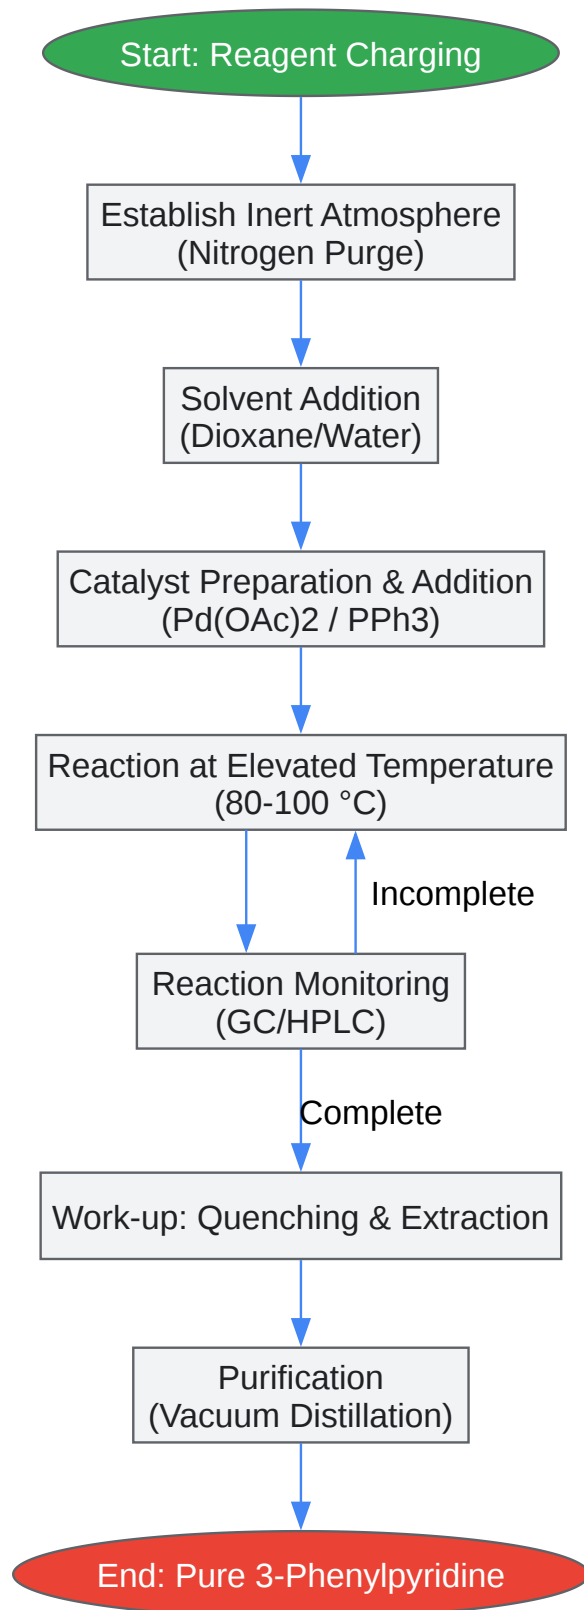 Start: Reagent Charging
Establish Inert Atmosphere
(Nitrogen Purge)
Solvent Addition
(Dioxane/Water)
Catalyst Preparation & Addition
(Pd(OAc)2 / PPh3)
Reaction at Elevated Temperature
(80-100 °C)
Incomplete
Reaction Monitoring
(GC/HPLC)
Complete
Work-up: Quenching & Extraction
Purification
(Vacuum Distillation)
End: Pure 3-Phenylpyridine